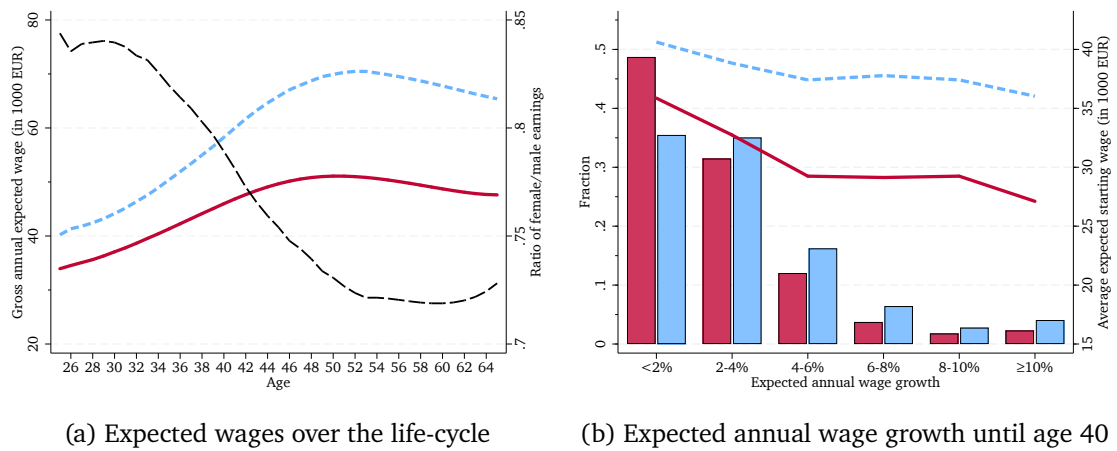 Gross annual expected wage (in 1000 EUR)
80
60
40
20
.85
.8
.75
.7
Ratio of female/male earnings
26 28 30 32 34 36 38 40 42 44 46 48 50 52 54 56 58 60 62 64
Age
(a) Expected wages over the life-cycle
Fraction
.5
.4
.3
.2
.1
0
40
35
30
25
20
15
Average expected starting wage (in 1000 EUR)
<2% 2-4% 4-6% 6-8% 8-10% ≥10%
Expected annual wage growth
(b) Expected annual wage growth until age 40